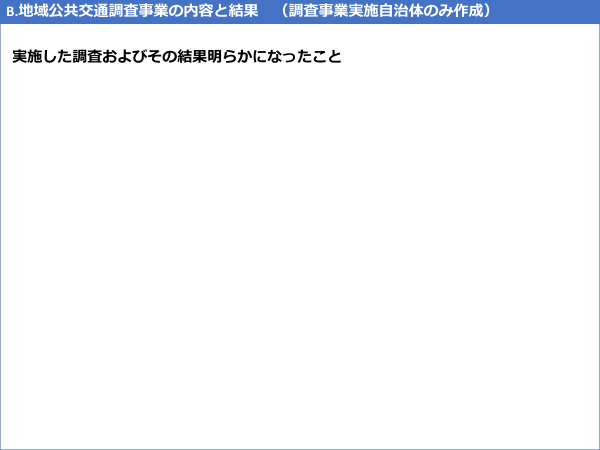 B.地域公共交通調査事業の内容と結果　（調査事業実施自治体のみ作成）
実施した調査およびその結果明らかになったこと